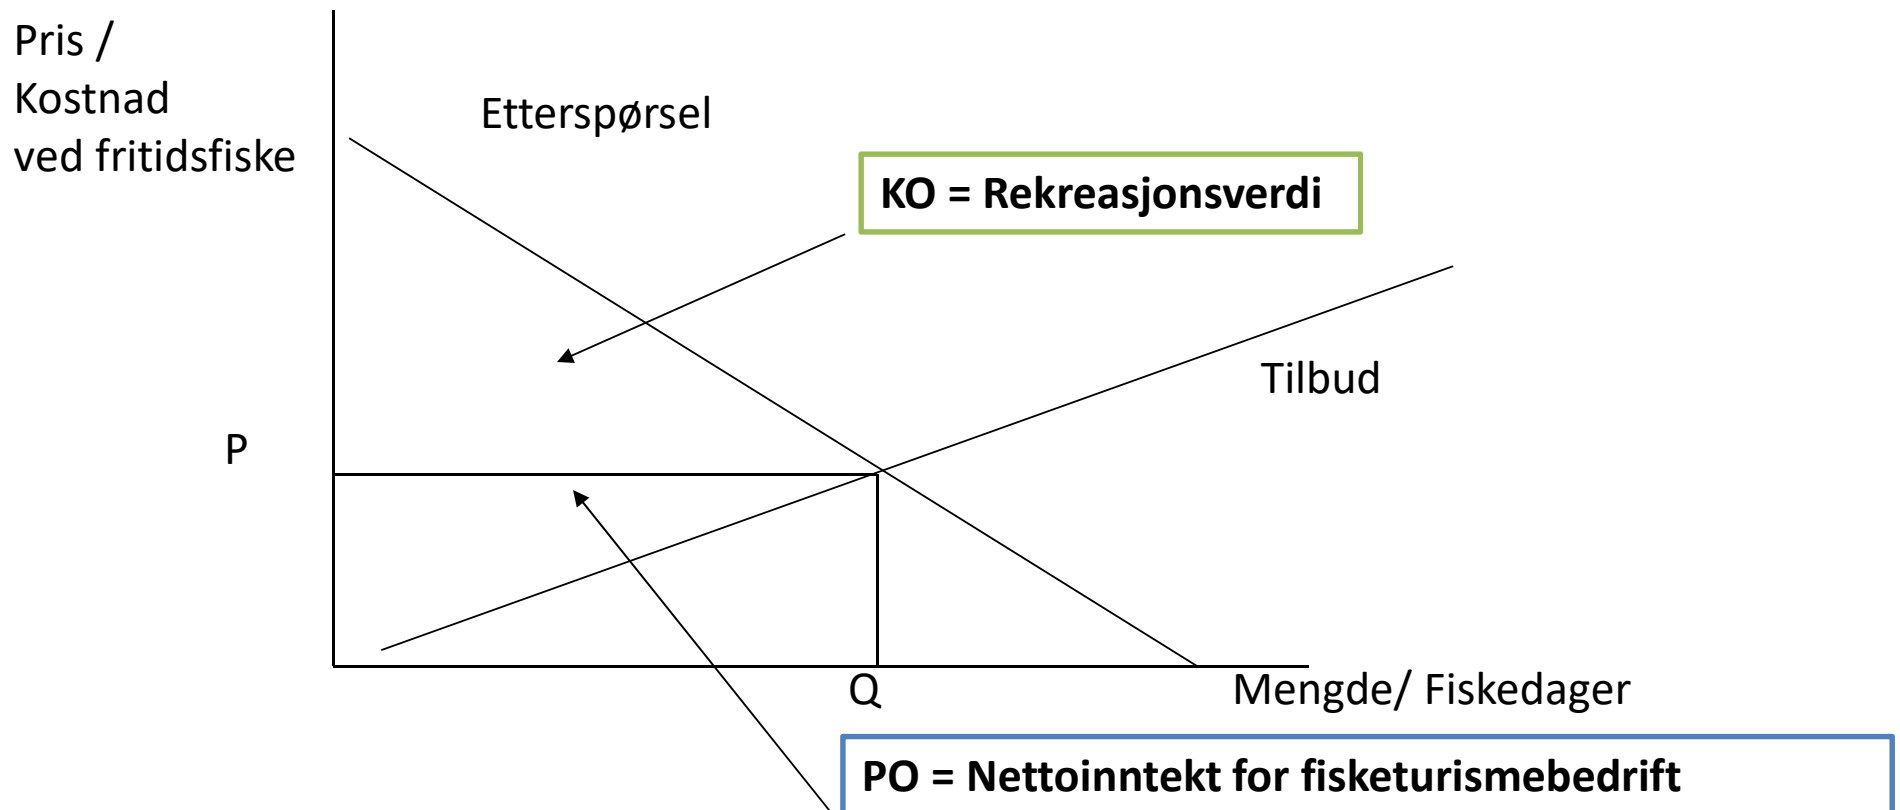 Pris /
Kostnad
ved fritidsfiske
Etterspørsel
KO = Rekreasjonsverdi
Tilbud
P
Q
Mengde/ Fiskedager
PO = Nettoinntekt for fisketurismebedrift